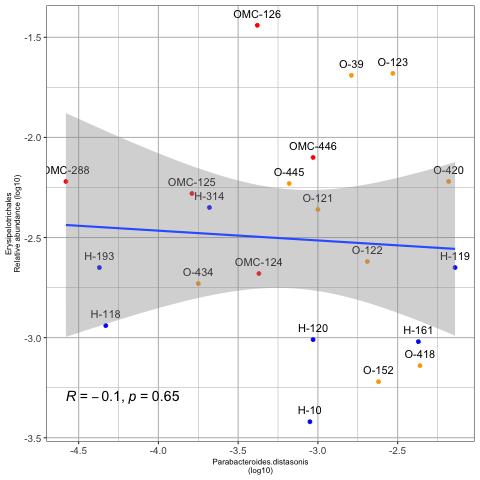 OMC-126
-1.5
O-39
O-123
-2.0
OMC-446
OMC-288
O-445
O-420
OMC-125
H-314
O-121
-2.5
H-193
O-122
H-119
O-434
OMC-124
H-118
-3.0
H-120
H-161
O-418
O-152
R = −0.1, p = 0.65
H-10
-3.5
-4.5 -4.0 -3.5 -3.0 -2.5
Parabacteroides.distasonis
(log10)
Erysipelotrichales
Relative abundance (log10)